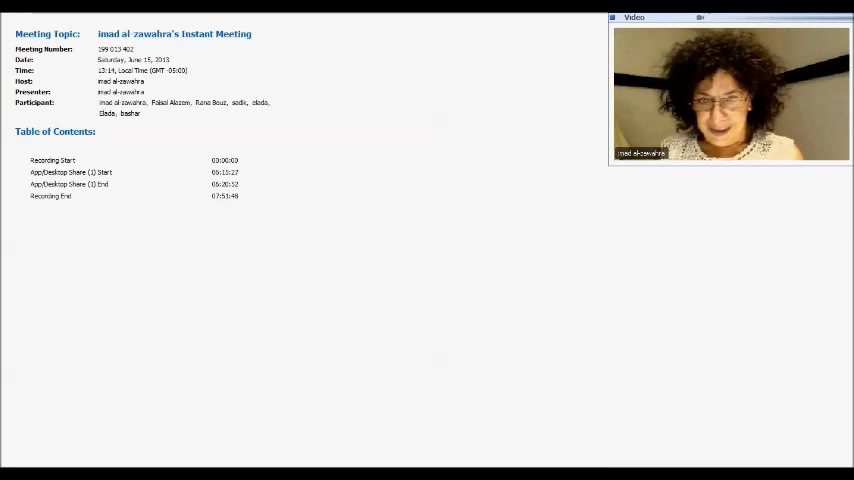 Meeting Topic: imad al-zawahra's Instant Meeting
Meeting Number: 199 013 402
Date: Saturday, June 15, 2013
Time: 13:14, Local Time (GMT -05:00)
Host: imad al-zawahra
Presenter: imad al-zawahra
Participant: imad al-zawahra, Faisal Alazem, Rana Bouz, sadik, elada,
Elada, bashar
Table of Contents:
Recording Start 00:00:00
App/Desktop Share (1) Start 06:15:27
App/Desktop Share (1) End 06:20:52
Recording End 07:51:48
Video
imad al-zawahra